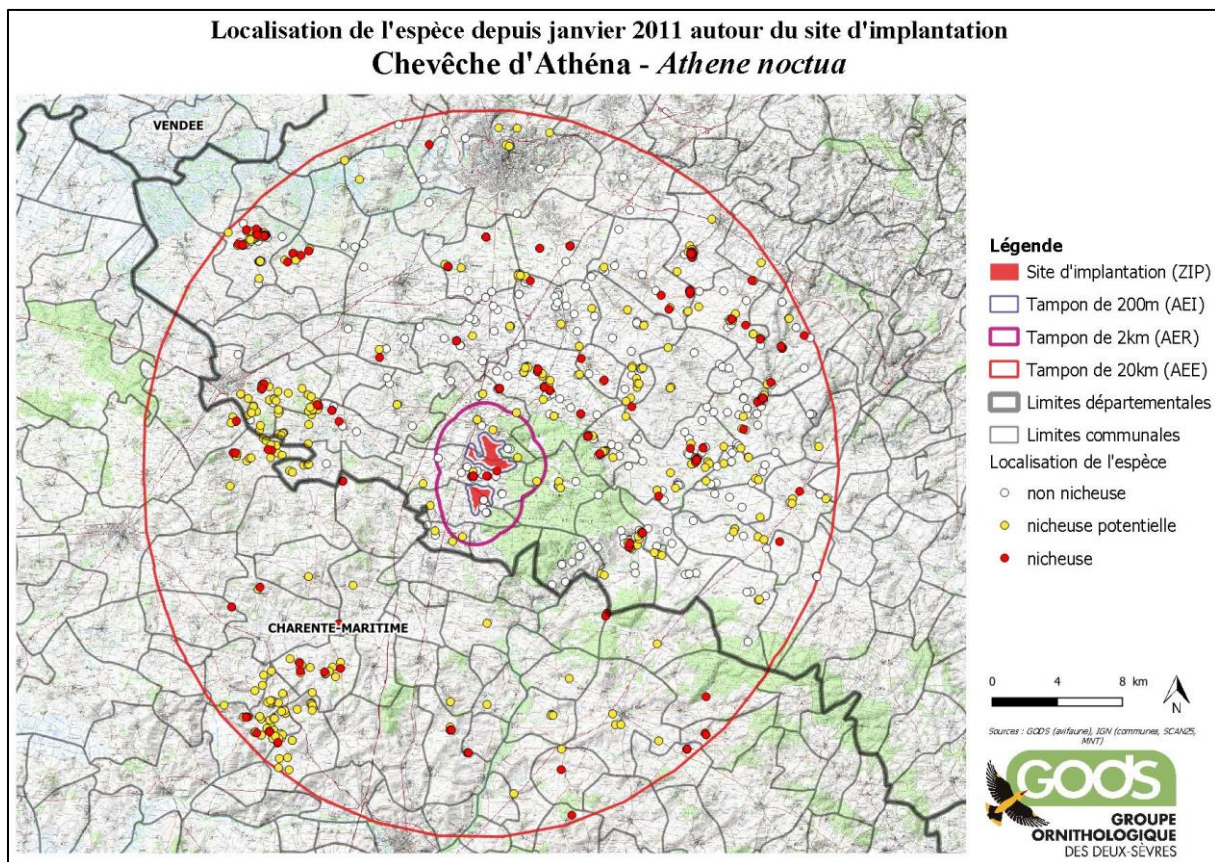 Localisation de l'espèce depuis janvier 2011 autour du site d'implantation
Chevêche d'Athéna - Athene noctua
VENDEE
CHARENTE-MARITIME
Légende
Site d'implantation (ZIP)
Tampon de 200m (AEI)
Tampon de 2km (AER)
Tampon de 20km (AEE)
Limites départementales
Limites communales
Localisation de l'espèce
non nicheuse
nicheuse potentielle
nicheuse
0 4 8 km
N
Sources : GODS (avifaune), IGN (communes, SCAN25,
MNT)
GODS
GROUPE
ORNITHOLOGIQUE
DES DEUX-SÈVRES